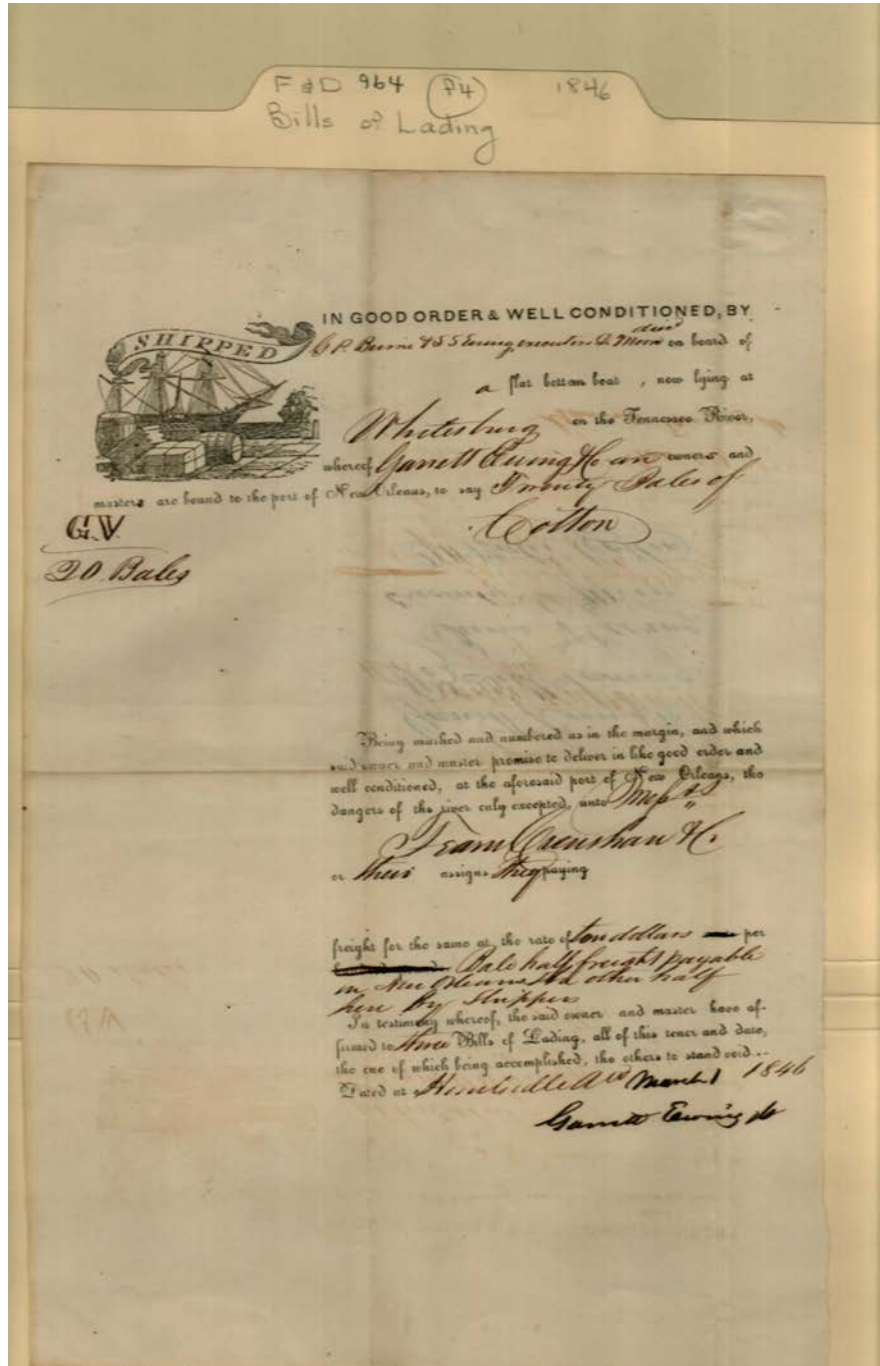 F & D 964 P4 1846
Bills of Lading
SHIPPED
IN GOOD ORDER & WELL CONDITIONED, BY
on board of
a flat bottom boat , now lying at
Whitesburg on the Tennessee River,
whereof Garrett Ewing & Co are owners and
masters are bound to the port of New Orleans, to say Twenty Bales of
Cotton
G.V.
20 Bales
Being marked and numbered as in the margin, and which
said owner and master promise to deliver in like good order and
well conditioned, at the aforesaid port of New Orleans, the
dangers of the river only excepted, unto Mess
Crenshaw & Co.
or their assigns they paying
freight for the same at the rate of dollars per
Bale half freight payable
in New Orleans other half
here By Shippers
In testimony whereof, the said owner and master have af-
firmed to three Bills of Lading, all of this tenor and date,
the one of which being accomplished, the others to stand void...
Dated at Huntsville Ala March 1 1846
Garrett Ewing & Co